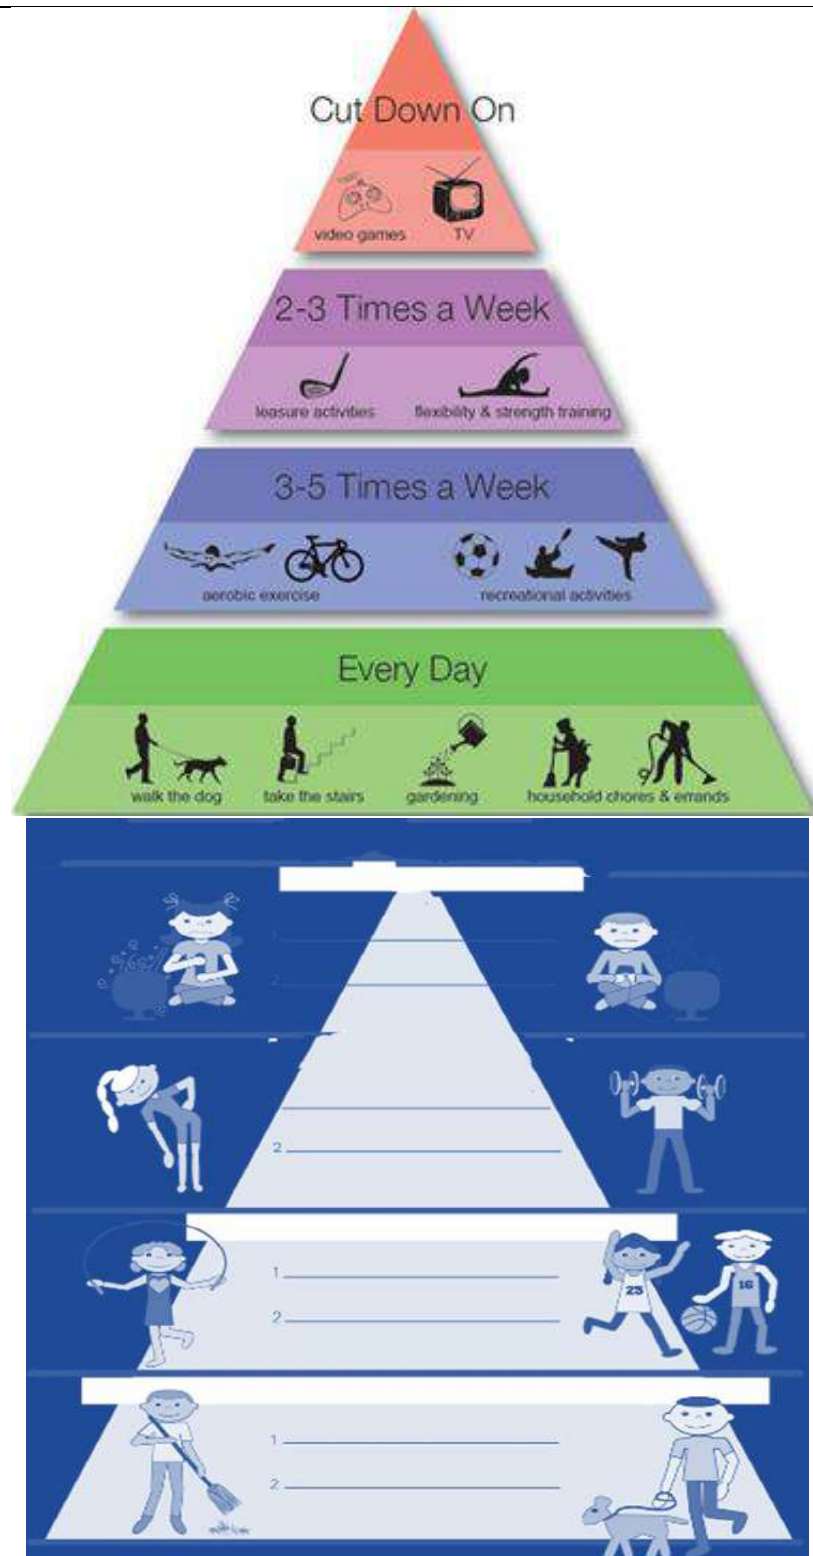 Cut Down On
video games TV
2-3 Times a Week
leasure activities flexibility & strength training
3-5 Times a Week
aerobic exercise recreational activities
Every Day
walk the dog take the stairs gardening household chores & errands
1
2
2
1
25 16
2
1
2